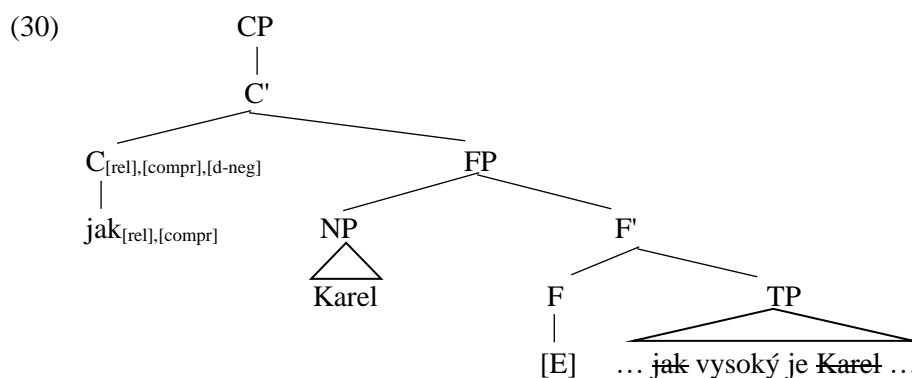 (30) CP
C'
C[rel],[compr],[d-neg] FP
jak[rel],[compr] NP F'
Karel F TP
[E] … jak vysoký je Karel …